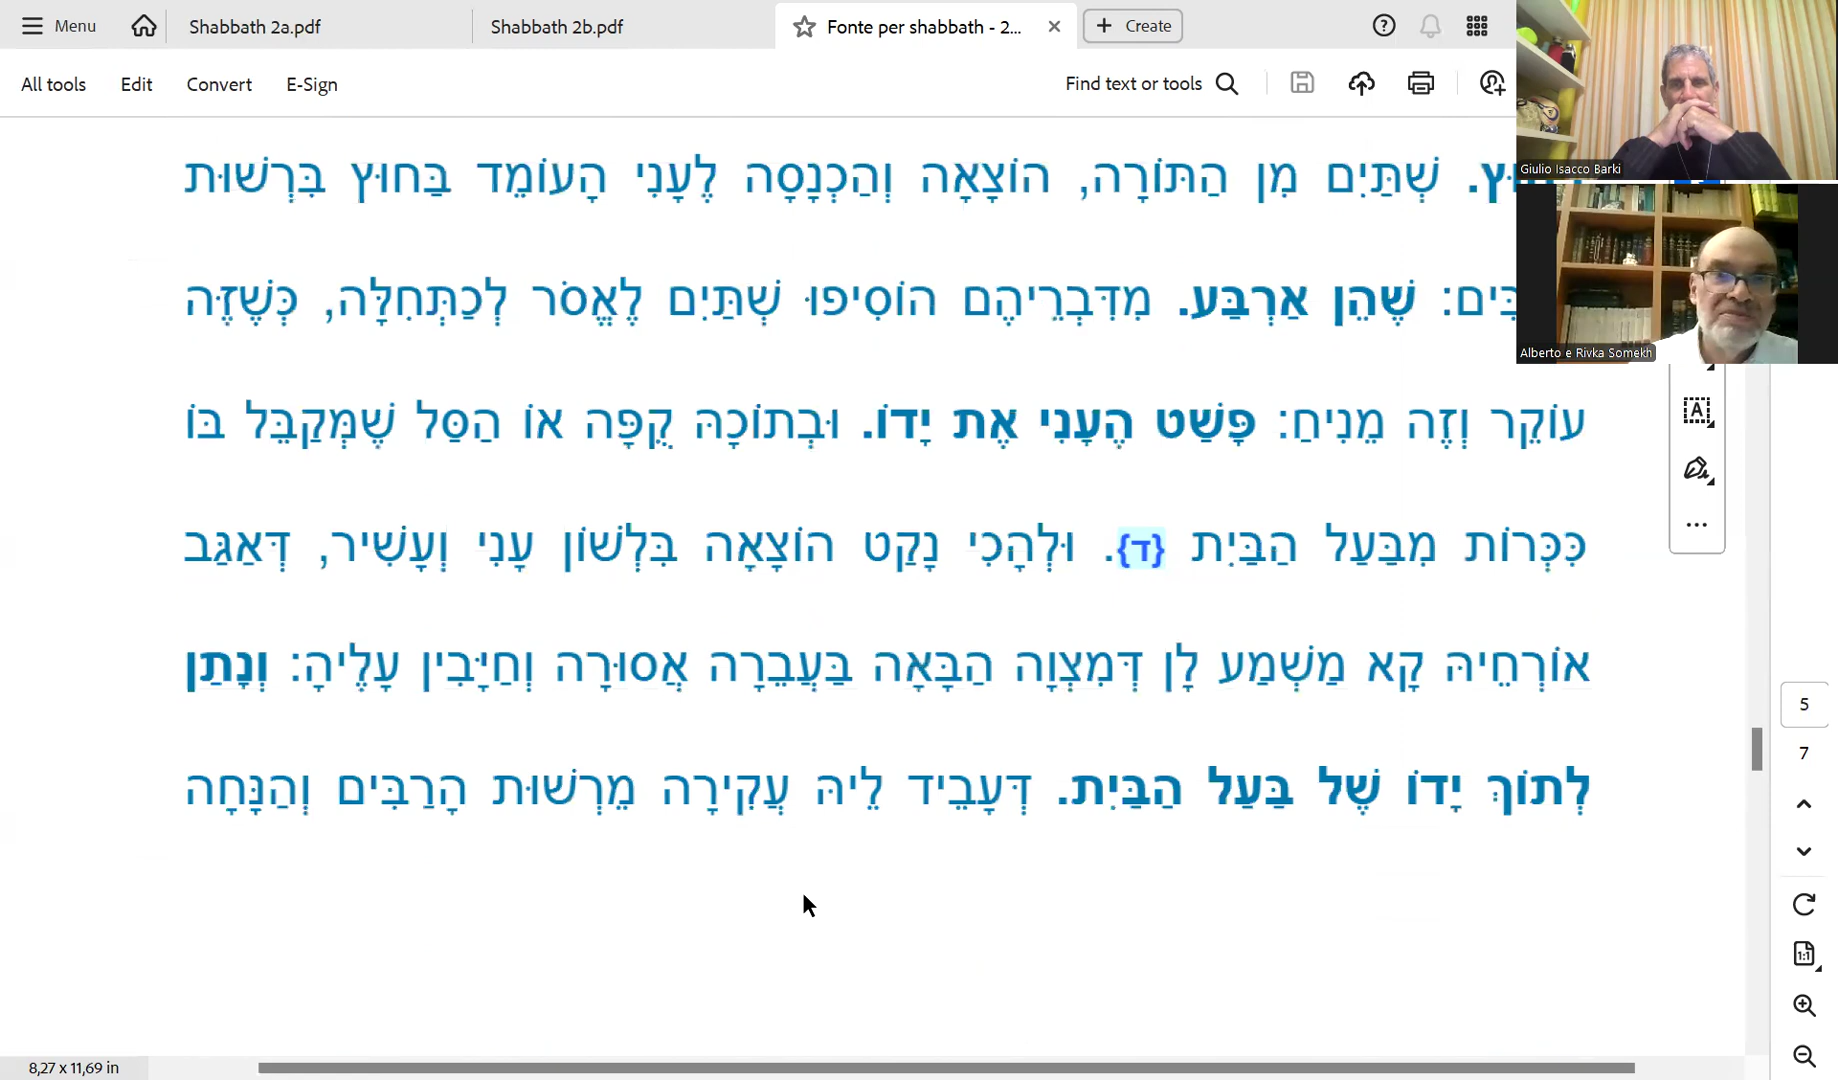 Menu
Shabbath 2a.pdf
Shabbath 2b.pdf
Fonte per shabbath - 2...
Create
All tools
Edit
Convert
E-Sign
Find text or tools
Giulio Isacco Barki
Alberto e Rivka Somekh
שְׁתַּיִם מִן הַתּוֹרָה, הוֹצָאָה וְהַכְנָסָה לֶעָנִי הָעוֹמֵד בַּחוּץ בִּרְשׁוּת
שֶׁהֵן אַרְבַּע. מִדִּבְרֵיהֶם הוֹסִיפוּ שְׁתַּיִם לֶאֱסֹר לְכַתְּחִלָּה, כְּשֶׁזֶּה
עוֹקֵר וְזֶה מֵנִיחַ: פָּשַׁט הֶעָנִי אֶת יָדוֹ. וּבְתוֹכָהּ קֻפָּה אוֹ הַסַּל שֶׁמְּקַבֵּל בּוֹ
כִּכְּרוֹת מִבַּעַל הַבַּיִת {ד}. וּלְהָכִי נָקַט הוֹצָאָה בִּלְשׁוֹן עָנִי וְעָשִׁיר, דְּאַגַּב
אוֹרְחֵיהּ קָא מַשְׁמַע לָן דְּמִצְוָה הַבָּאָה בַּעֲבֵרָה אֲסוּרָה וְחַיָּבִין עָלֶיהָ: וְנָתַן
לְתוֹךְ יָדוֹ שֶׁל בַּעַל הַבַּיִת. דְּעָבֵיד לֵיהּ עֲקִירָה מֵרְשׁוּת הָרַבִּים וְהַנָּחָה
5
7
8,27 x 11,69 in